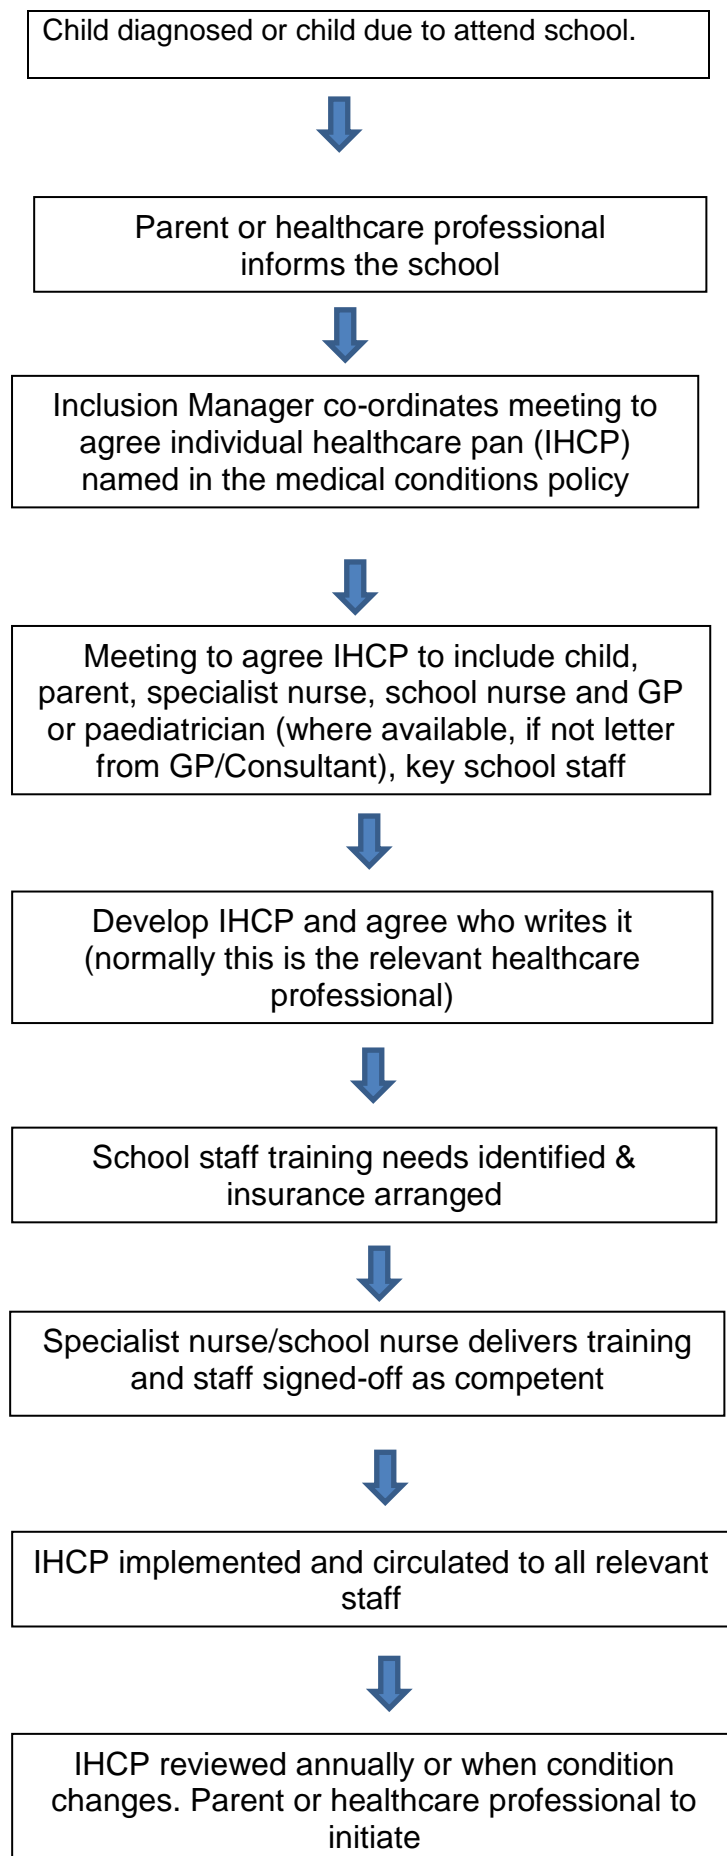 Child diagnosed or child due to attend school.
Parent or healthcare professional
informs the school
Inclusion Manager co-ordinates meeting to
agree individual healthcare pan (IHCP)
named in the medical conditions policy
Meeting to agree IHCP to include child,
parent, specialist nurse, school nurse and GP
or paediatrician (where available, if not letter
from GP/Consultant), key school staff
Develop IHCP and agree who writes it
(normally this is the relevant healthcare
professional)
School staff training needs identified &
insurance arranged
Specialist nurse/school nurse delivers training
and staff signed-off as competent
IHCP implemented and circulated to all relevant
staff
IHCP reviewed annually or when condition
changes. Parent or healthcare professional to
initiate